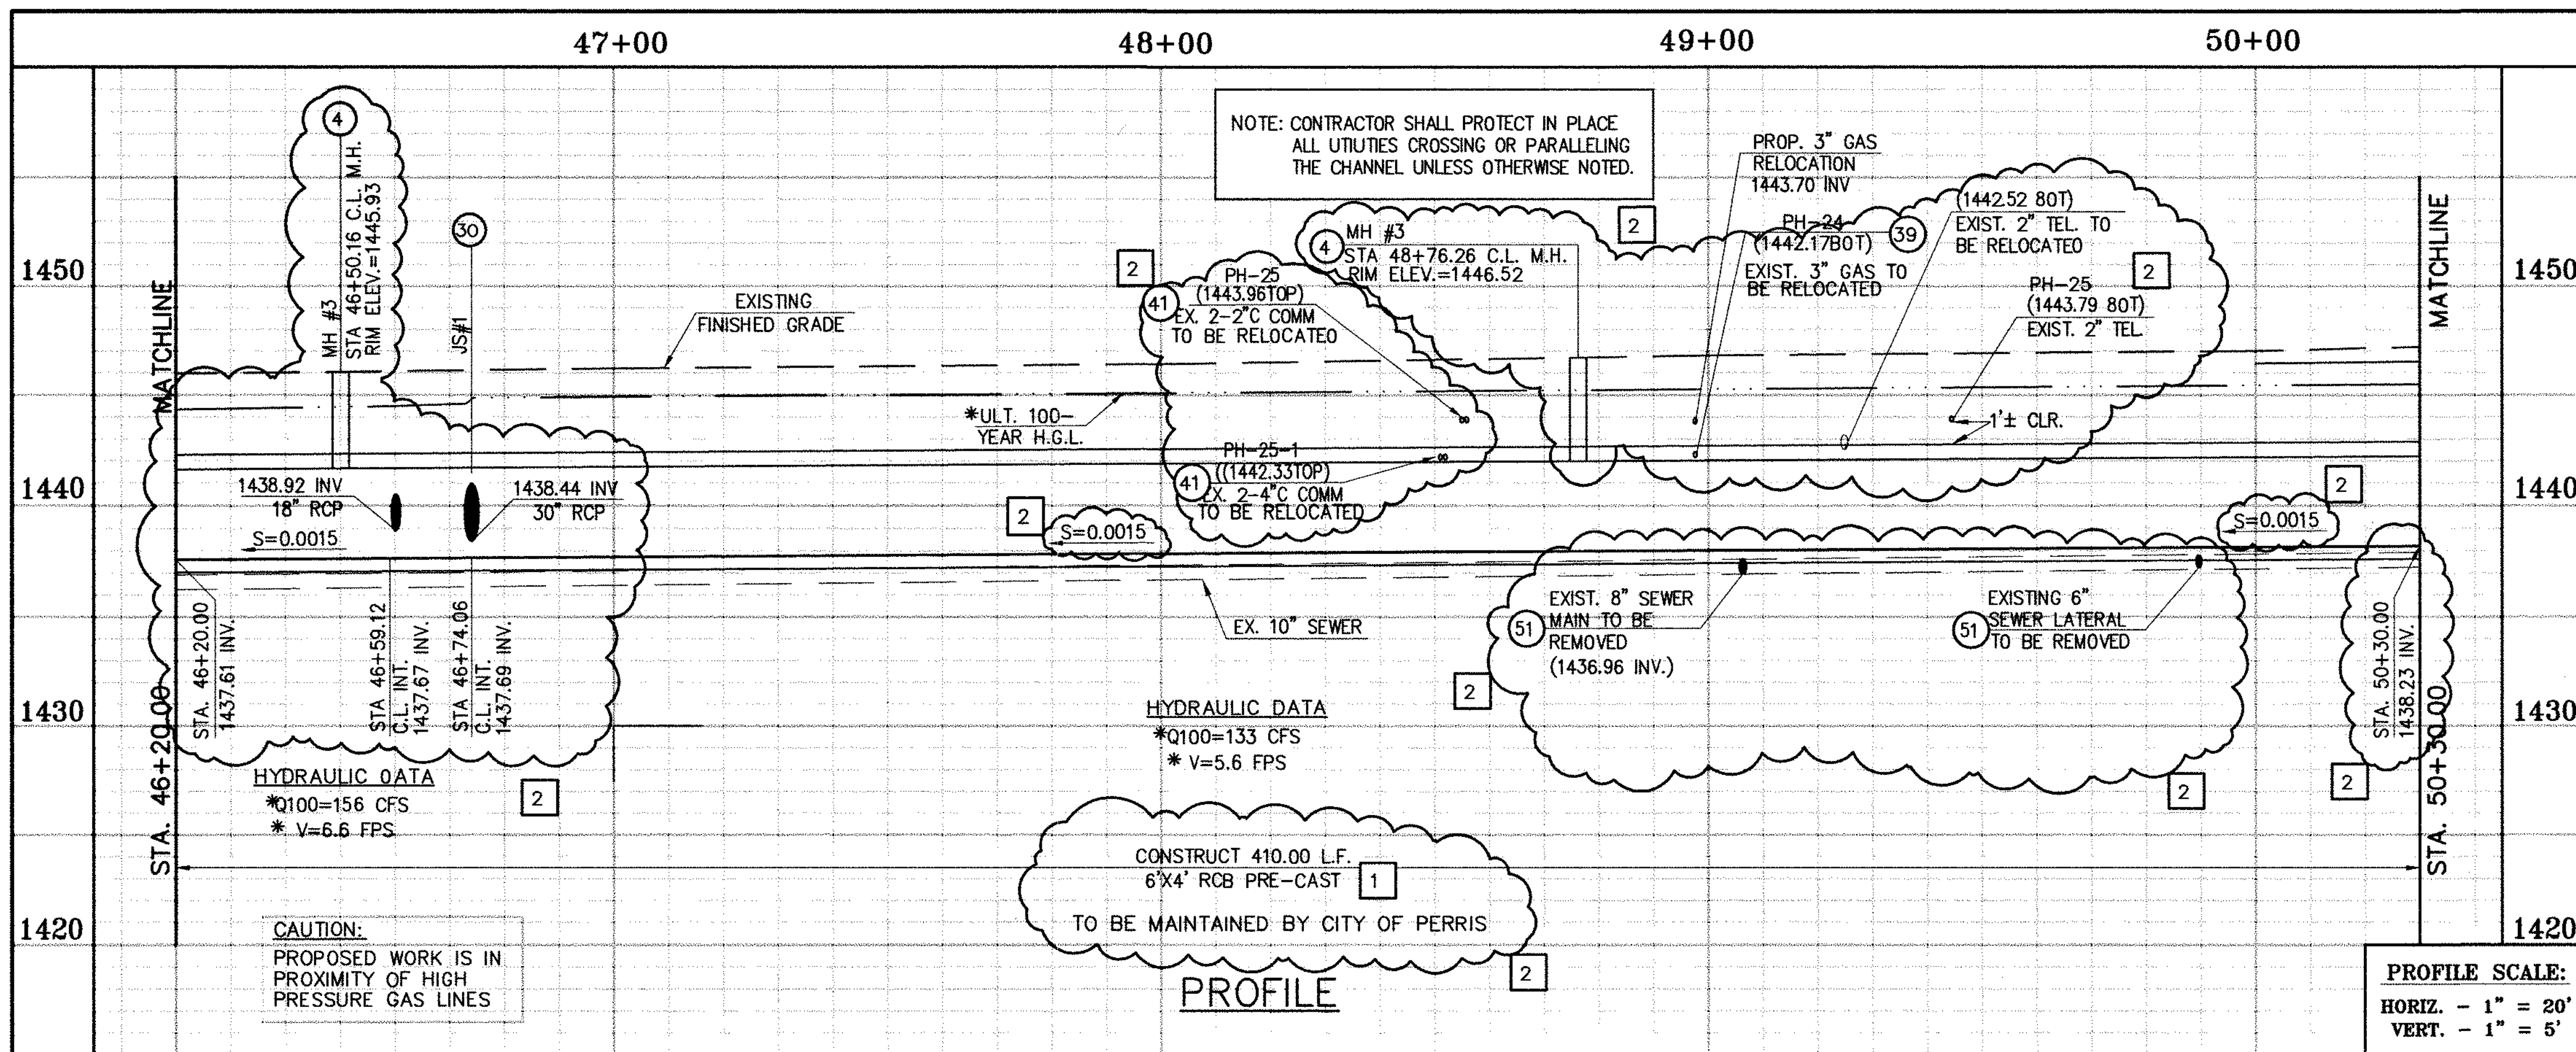 47+00
48+00
49+00
50+00
4
MH #3
STA 46+50.16 C.L. M.H.
RIM ELEV.=1445.93
30
JS#1
NOTE: CONTRACTOR SHALL PROTECT IN PLACE
ALL UTIUTIES CROSSING OR PARALLELING
THE CHANNEL UNLESS OTHERWISE NOTED.
PROP. 3" GAS
RELOCATION
1443.70 INV
2
4
MH #3
STA 48+76.26 C.L. M.H.
RIM ELEV.=1446.52
PH-24
(1442.17BOT)
39
EXIST. 3" GAS TO
BE RELOCATED
(1442.52 80T)
EXIST. 2" TEL. TO
BE RELOCATEO
2
PH-25
(1443.79 80T)
EXIST. 2" TEL.
1'± CLR.
1450
1440
1430
1420
1450
1440
1430
1420
MATCHLINE
STA. 46+20.00
MATCHLINE
STA. 50+30.00
EXISTING
FINISHED GRADE
2
41
PH-25
(1443.96TOP)
EX. 2-2"C COMM
TO BE RELOCATEO
*ULT. 100-
YEAR H.G.L.
PH-25-1
((1442.33TOP)
41
EX. 2-4"C COMM
TO BE RELOCATED
1438.92 INV
18" RCP
1438.44 INV
30" RCP
S=0.0015
2
S=0.0015
2
S=0.0015
STA. 46+20.00
1437.61 INV.
STA 46+59.12
C.L. INT.
1437.67 INV.
STA 46+74.06
C.L. INT.
1437.69 INV.
EX. 10" SEWER
51
EXIST. 8" SEWER
MAIN TO BE
REMOVED
(1436.96 INV.)
2
51
EXISTING 6"
SEWER LATERAL
TO BE REMOVED
2
STA. 50+30.00
1438.23 INV.
2
HYDRAULIC 0ATA
*Q100=156 CFS
* V=6.6 FPS
2
HYDRAULIC DATA
*Q100=133 CFS
* V=5.6 FPS
CONSTRUCT 410.00 L.F.
6'X4' RCB PRE-CAST 1
TO BE MAINTAINED BY CITY OF PERRIS
2
CAUTION:
PROPOSED WORK IS IN
PROXIMITY OF HIGH
PRESSURE GAS LINES
PROFILE
PROFILE SCALE:
HORIZ. - 1" = 20'
VERT. - 1" = 5'